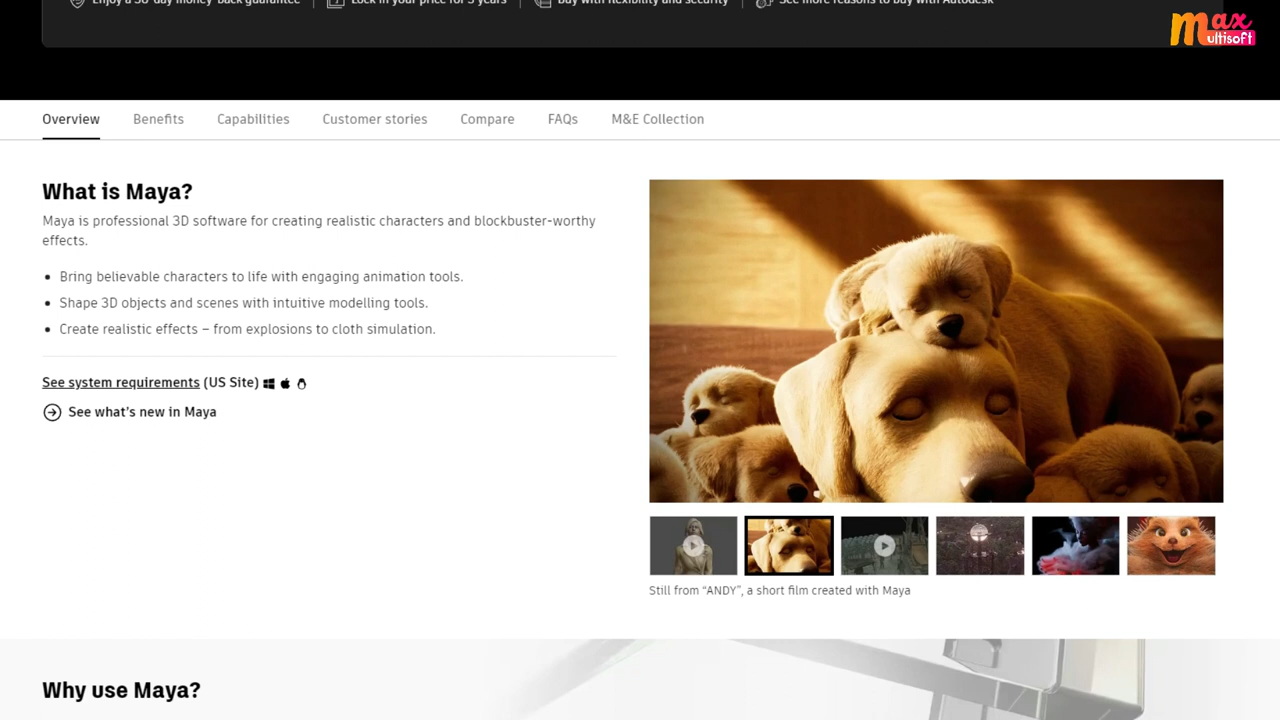 Enjoy a 30-day money-back guarantee
Lock in your price for 3 years
Buy with flexibility and security
See more reasons to buy with Autodesk
max
ultisoft
Overview
Benefits
Capabilities
Customer stories
Compare
FAQs
M&E Collection
What is Maya?
Maya is professional 3D software for creating realistic characters and blockbuster-worthy
effects.
Bring believable characters to life with engaging animation tools.
Shape 3D objects and scenes with intuitive modelling tools.
Create realistic effects – from explosions to cloth simulation.
See system requirements (US Site)
See what's new in Maya
Still from “ANDY”, a short film created with Maya
Why use Maya?